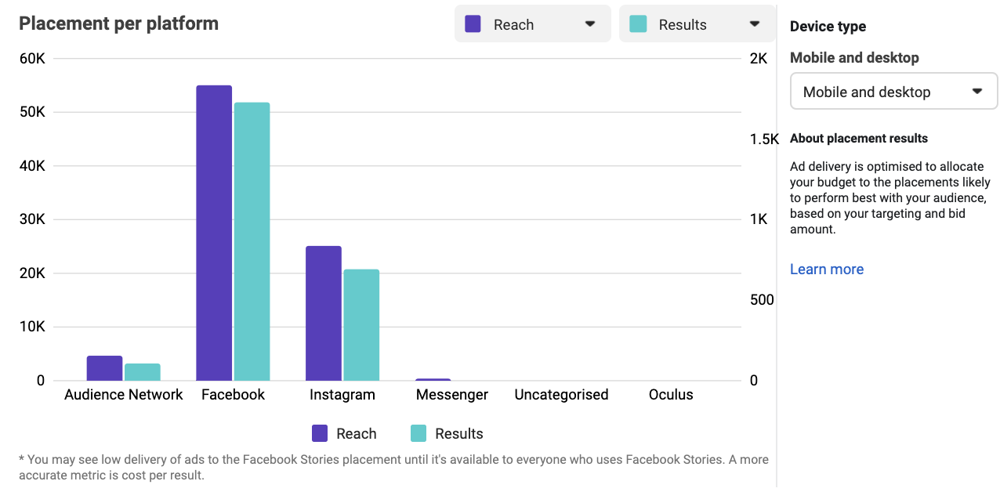 Placement per platform
Reach
Results
60K
50K
40K
30K
20K
10K
0
2K
1.5K
1K
500
0
Audience Network
Facebook
Instagram
Messenger
Uncategorised
Oculus
Reach
Results
* You may see low delivery of ads to the Facebook Stories placement until it's available to everyone who uses Facebook Stories. A more
accurate metric is cost per result.
Device type
Mobile and desktop
Mobile and desktop
About placement results
Ad delivery is optimised to allocate
your budget to the placements likely
to perform best with your audience,
based on your targeting and bid
amount.
Learn more